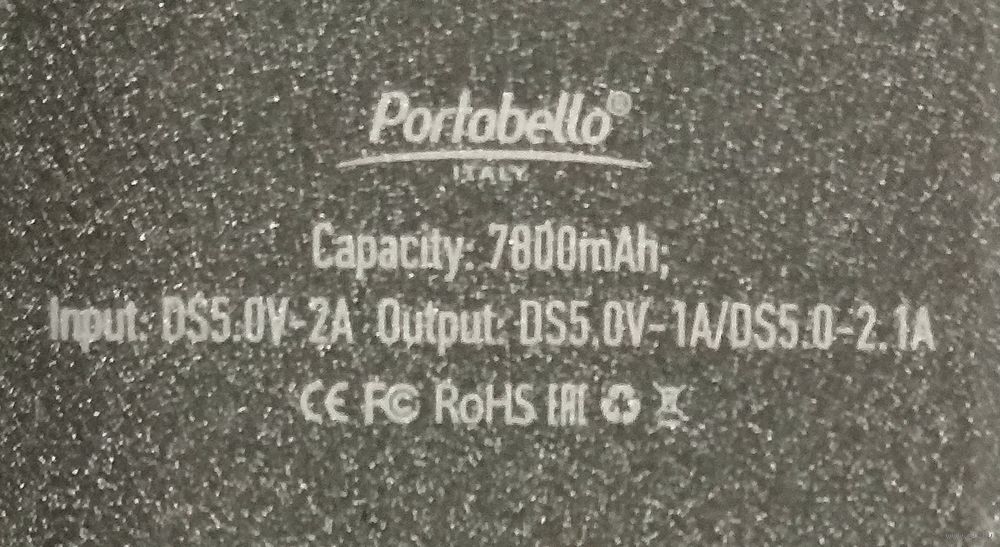 Portobello®
ITALY
Capacity: 7800mAh;
Input: DS5.0V-2A Output: DS5.0V-1A/DS5.0-2.1A
CE FC RoHS EAC